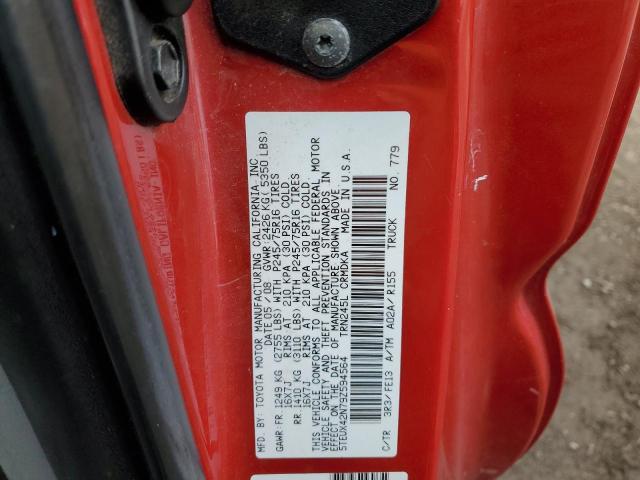 MFD. BY: TOYOTA MOTOR MANUFACTURING CALIFORNIA, INC.
DATE 05 / 08 GVWR 2426 KG( 5350 LBS)
GAWR: FR 1249 KG (2755 LBS) WITH P245/75R16 TIRES
16X7J RIMS AT 210 KPA (30 PSI) COLD
RR 1410 KG (3110 LBS) WITH P245/75R16 TIRES
16X7J RIMS AT 210 KPA (30 PSI) COLD
THIS VEHICLE CONFORMS TO ALL APPLICABLE FEDERAL MOTOR
VEHICLE SAFETY AND THEFT PREVENTION STANDARDS IN
EFFECT ON THE DATE OF MANUFACTURE SHOWN ABOVE.
5TEUX42N79Z594564 TRN245L CRMDKA MADE IN U.S.A.
C/TR 3R3/FE13 A/TM A02A/R155 TRUCK NO. 779